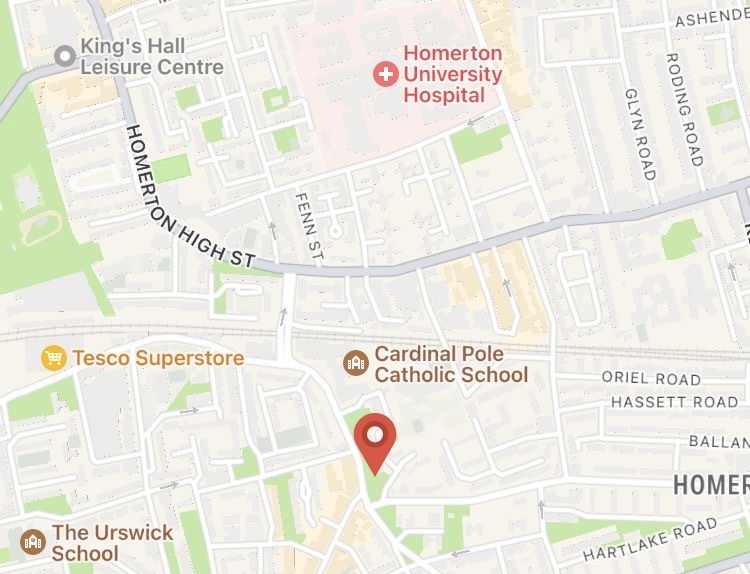 King's Hall
Leisure Centre
Homerton
University
Hospital
ASHENDE
RODING ROAD
GLYN ROAD
HOMERTON HIGH ST
FENN ST
Tesco Superstore
Cardinal Pole
Catholic School
ORIEL ROAD
HASSETT ROAD
BALLAN
HOMER
The Urswick
School
HARTLAKE ROAD